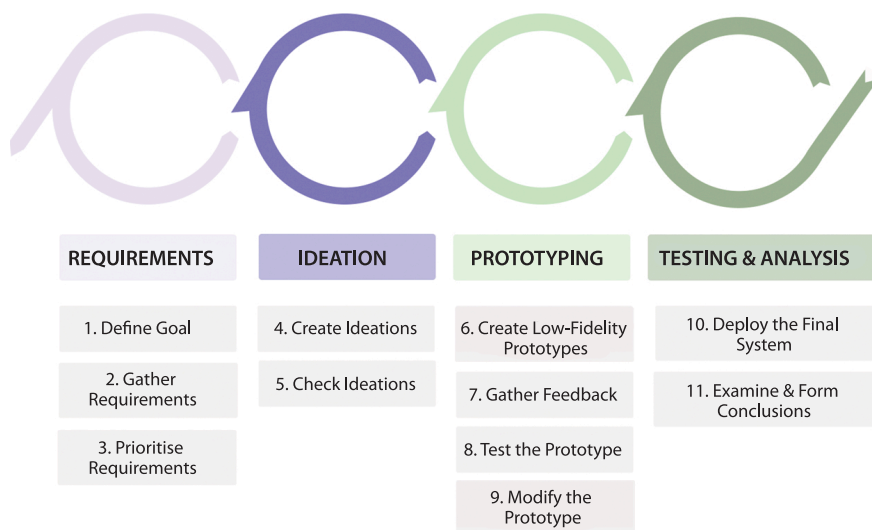 REQUIREMENTS
1. Define Goal
2. Gather
Requirements
3. Prioritise
Requirements
IDEATION
4. Create Ideations
5. Check Ideations
PROTOTYPING
6. Create Low-Fidelity
Prototypes
7. Gather Feedback
8. Test the Prototype
9. Modify the
Prototype
TESTING & ANALYSIS
10. Deploy the Final
System
11. Examine & Form
Conclusions